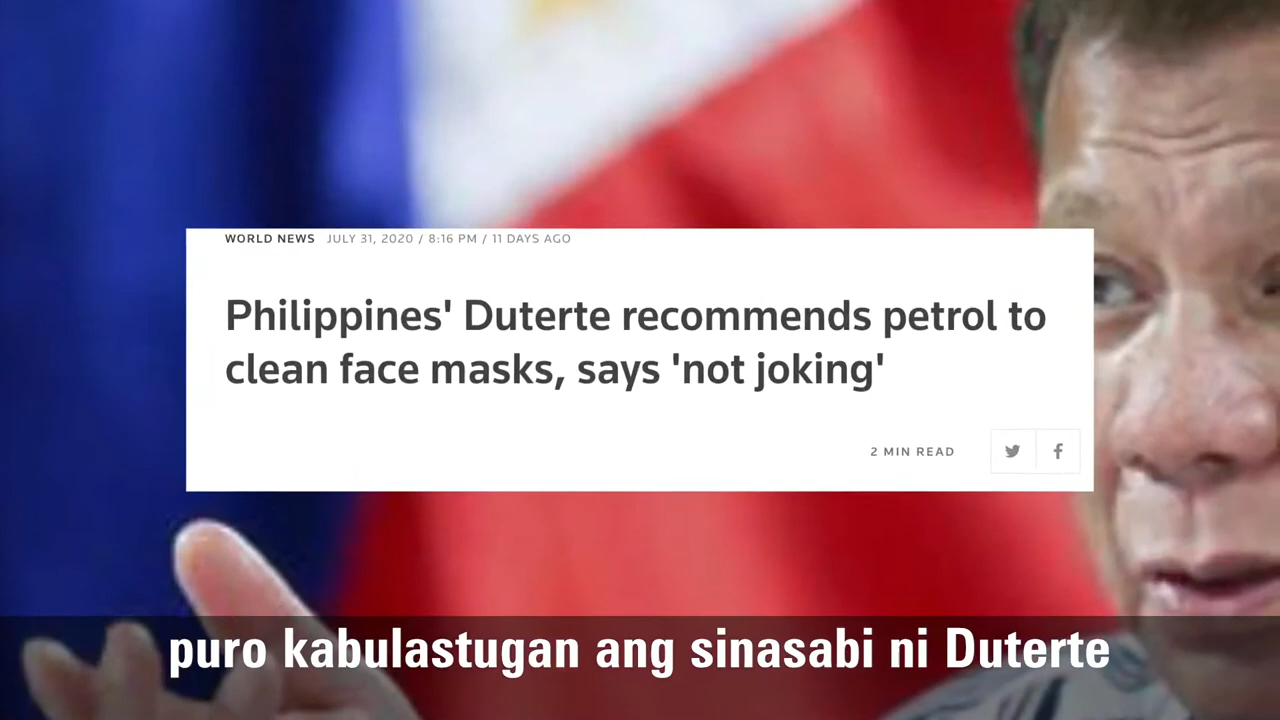 WORLD NEWS JULY 31, 2020 / 8:16 PM / 11 DAYS AGO
Philippines' Duterte recommends petrol to
clean face masks, says 'not joking'
2 MIN READ
puro kabulastugan ang sinasabi ni Duterte